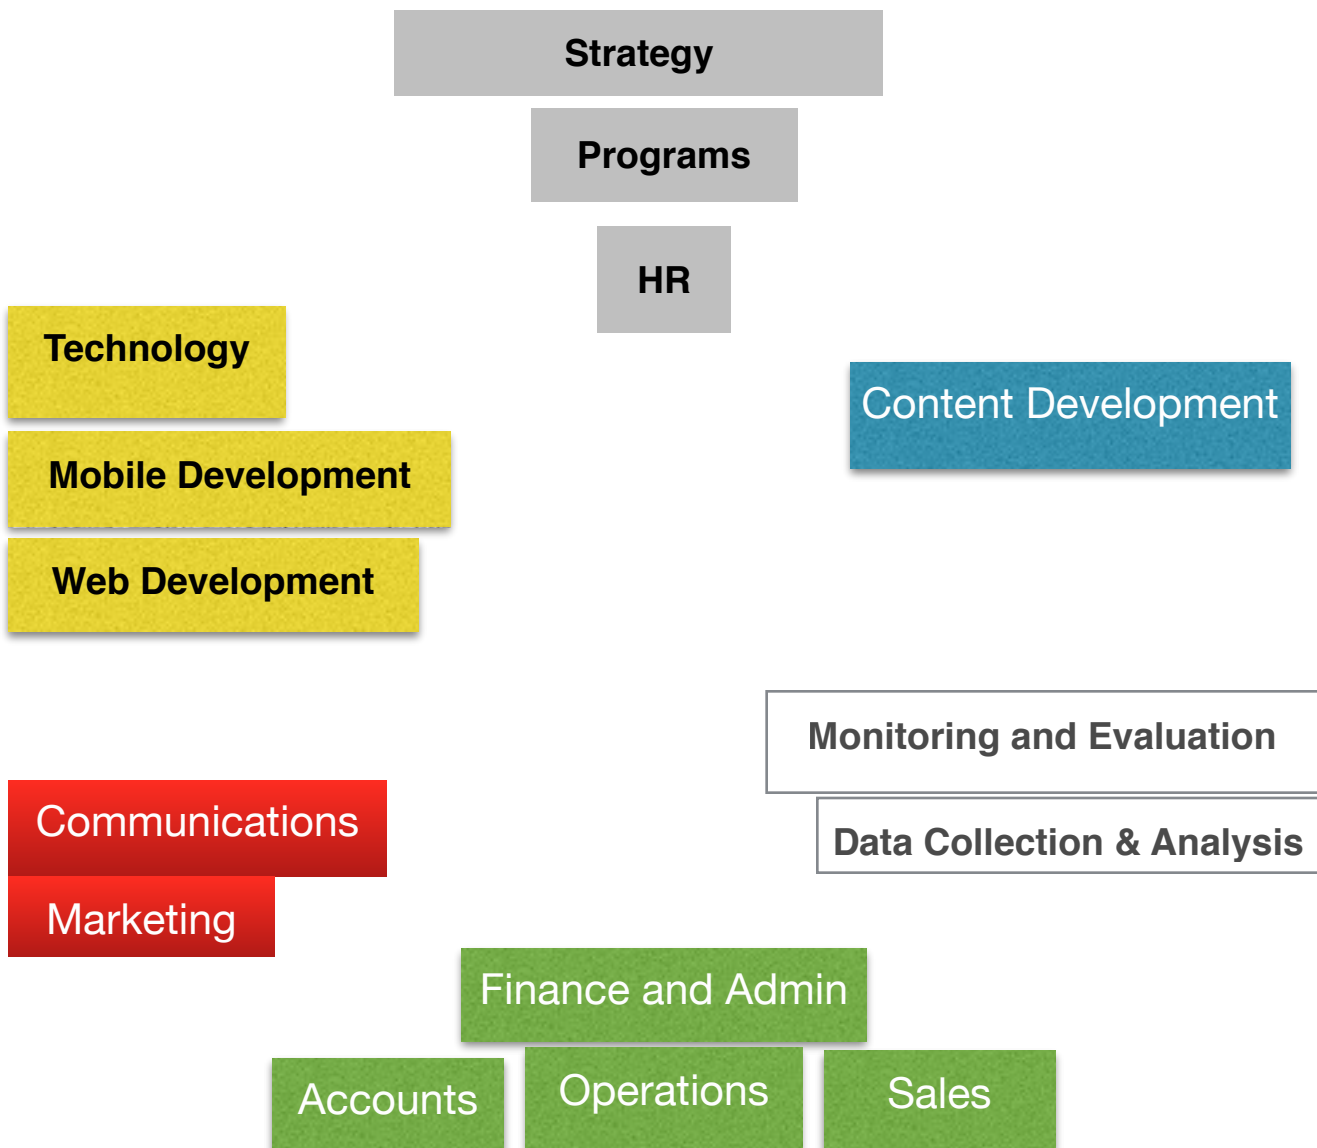 Strategy
Programs
HR
Technology
Content Development
Mobile Development
Web Development
Monitoring and Evaluation
Communications
Data Collection & Analysis
Marketing
Finance and Admin
Accounts
Operations
Sales